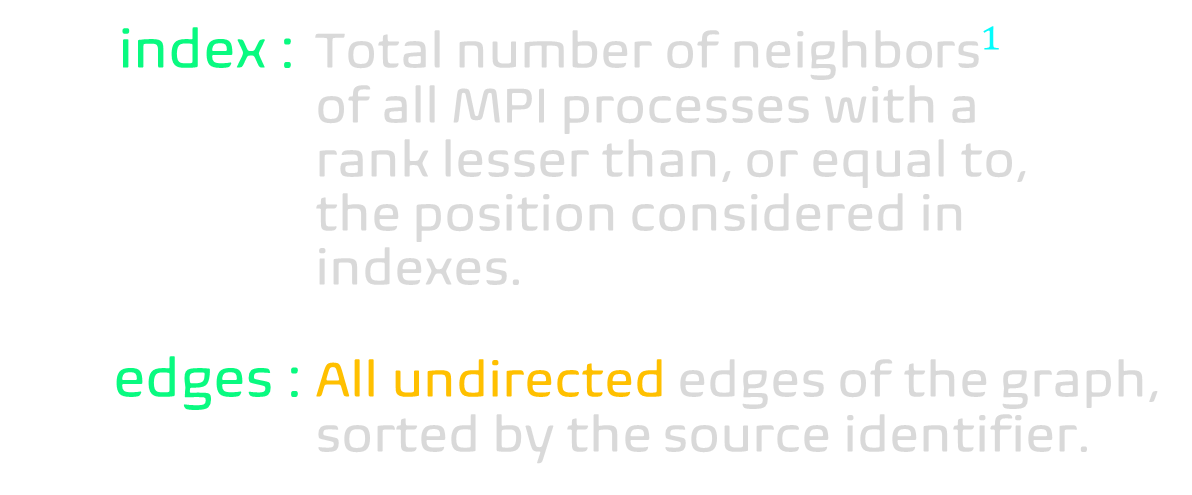 index : Total number of neighbors¹
of all MPI processes with a
rank lesser than, or equal to,
the position considered in
indexes.
edges : All undirected edges of the graph,
sorted by the source identifier.